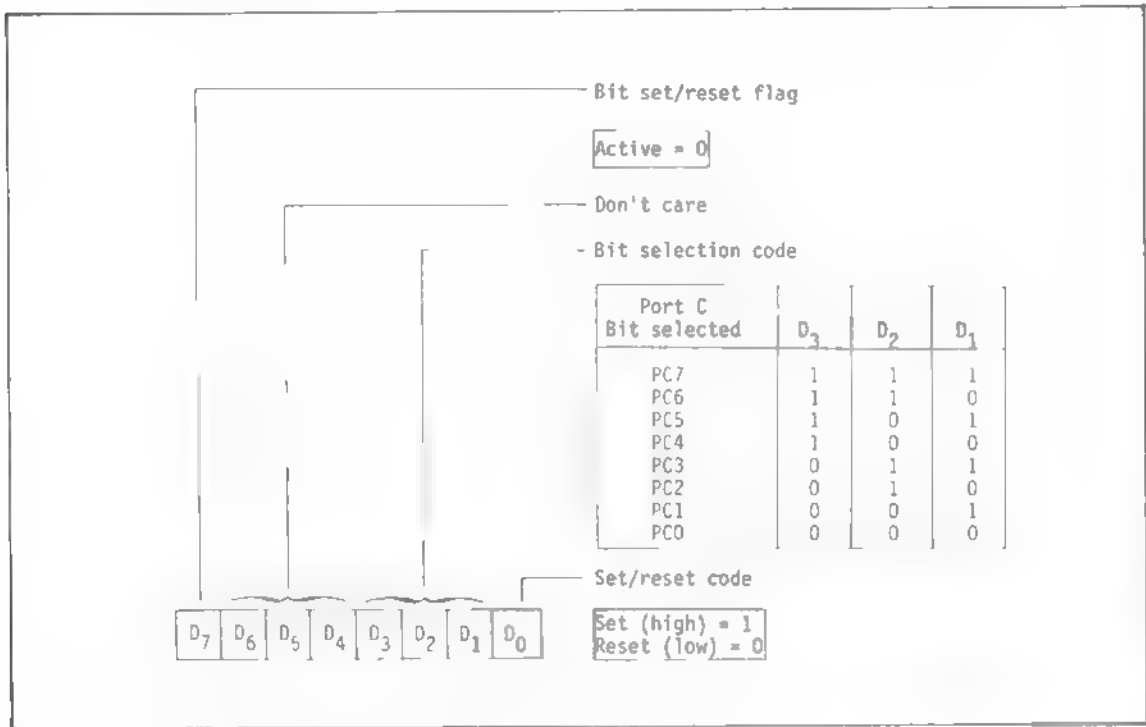 Bit set/reset flag
Active = 0
Don't care
Bit selection code
Port C
Bit selected D3 D2 D1
PC7 1 1 1
PC6 1 1 0
PC5 1 0 1
PC4 1 0 0
PC3 0 1 1
PC2 0 1 0
PC1 0 0 1
PC0 0 0 0
Set/reset code
Set (high) = 1
Reset (low) = 0
D7 D6 D5 D4 D3 D2 D1 D0